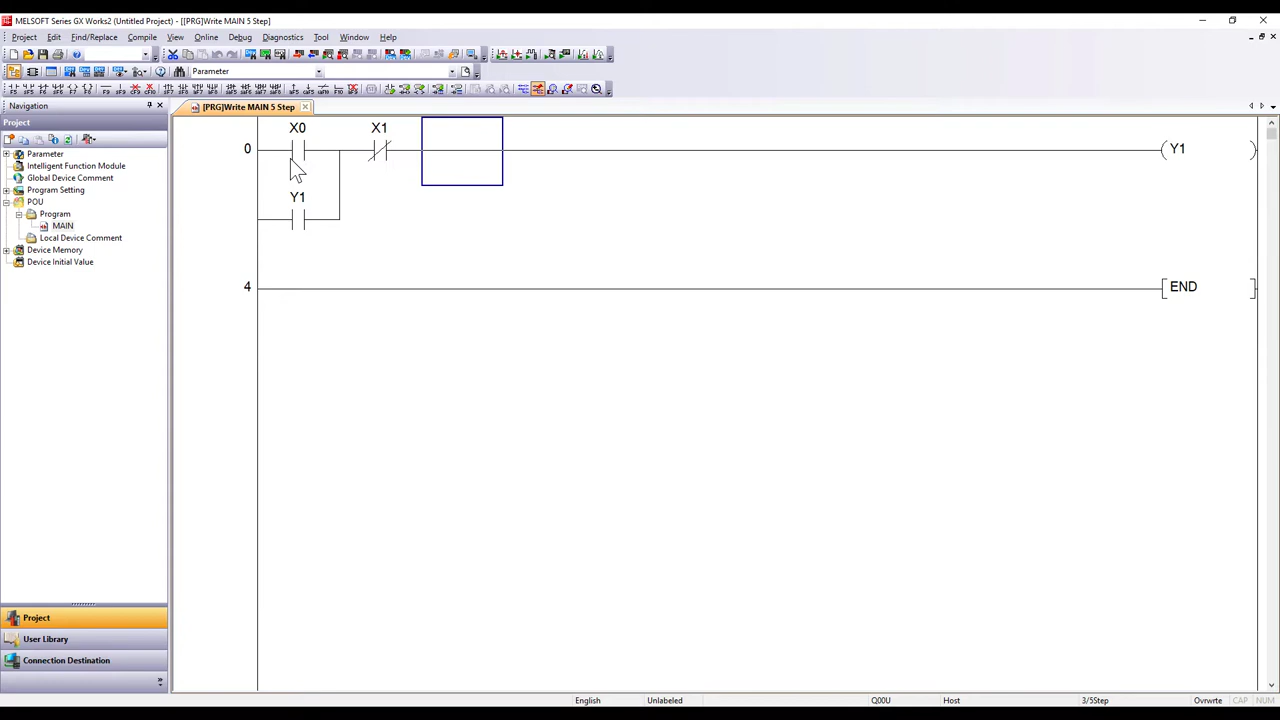 MELSOFT Series GX Works2 (Untitled Project) - [[PRG]Write MAIN 5 Step]
Project Edit Find/Replace Compile View Online Debug Diagnostics Tool Window Help
Parameter
Navigation
[PRG]Write MAIN 5 Step
Project
Parameter
Intelligent Function Module
Global Device Comment
Program Setting
POU
Program
MAIN
Local Device Comment
Device Memory
Device Initial Value
X0 X1
0 Y1
Y1
4 END
Project
User Library
Connection Destination
English Unlabeled Q00U Host 3/5Step Ovrwrte CAP NUM